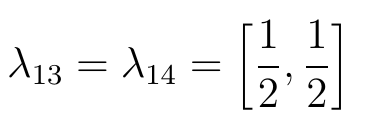 λ₁₃ = λ₁₄ = [1/2, 1/2]